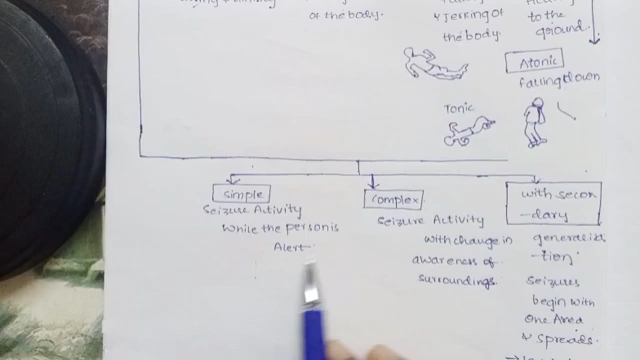 of the body.
& Jerking of
the body.
to the
ground
Atonic
falling down
Tonic
Simple
Seizure Activity
while the person is
Alert
Complex
Seizure Activity
with change in
awareness of
surroundings.
with secon
-dary
generaliza
-tion
Seizures
begin with
One Area
& spreads.